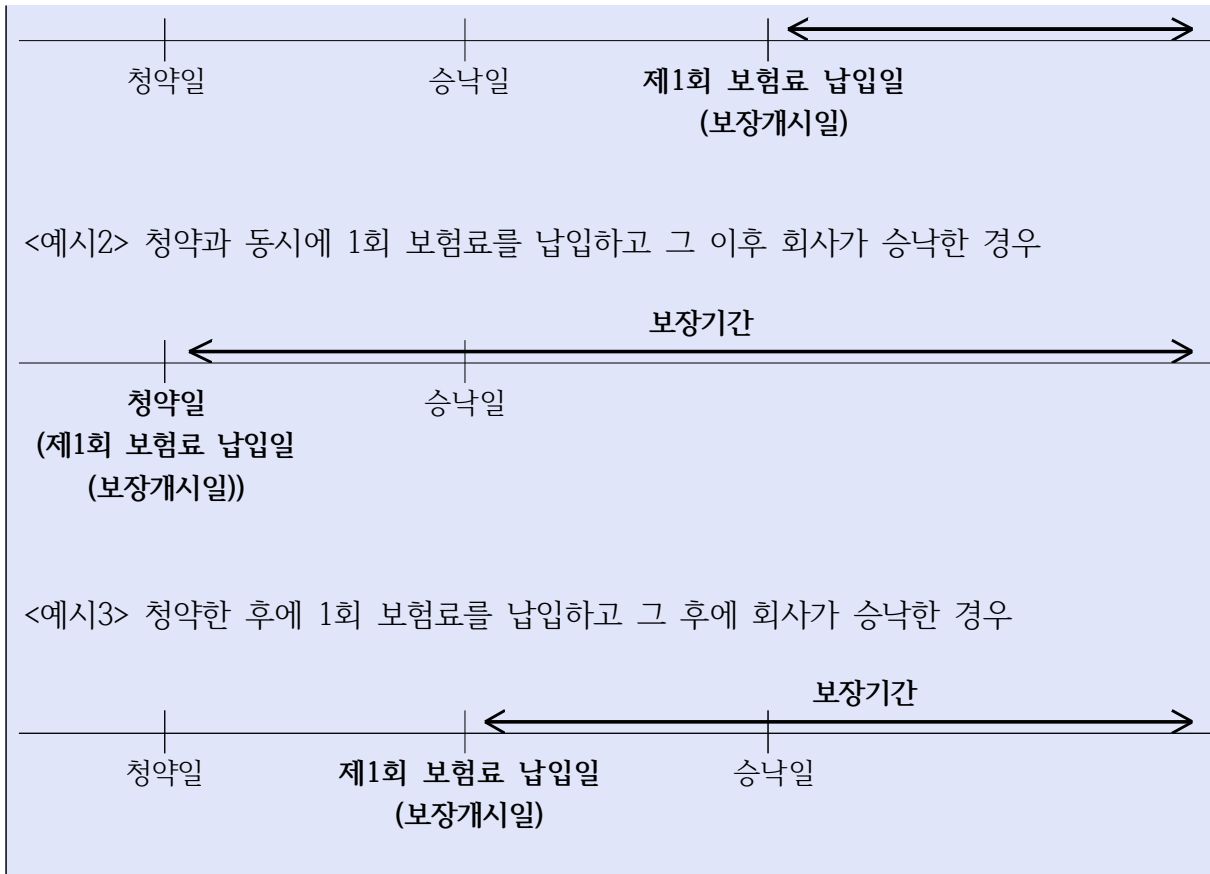 청약일 승낙일 제1회 보험료 납입일
(보장개시일)
<예시2> 청약과 동시에 1회 보험료를 납입하고 그 이후 회사가 승낙한 경우
보장기간
청약일 승낙일
(제1회 보험료 납입일
(보장개시일))
<예시3> 청약한 후에 1회 보험료를 납입하고 그 후에 회사가 승낙한 경우
보장기간
청약일 제1회 보험료 납입일 승낙일
(보장개시일)